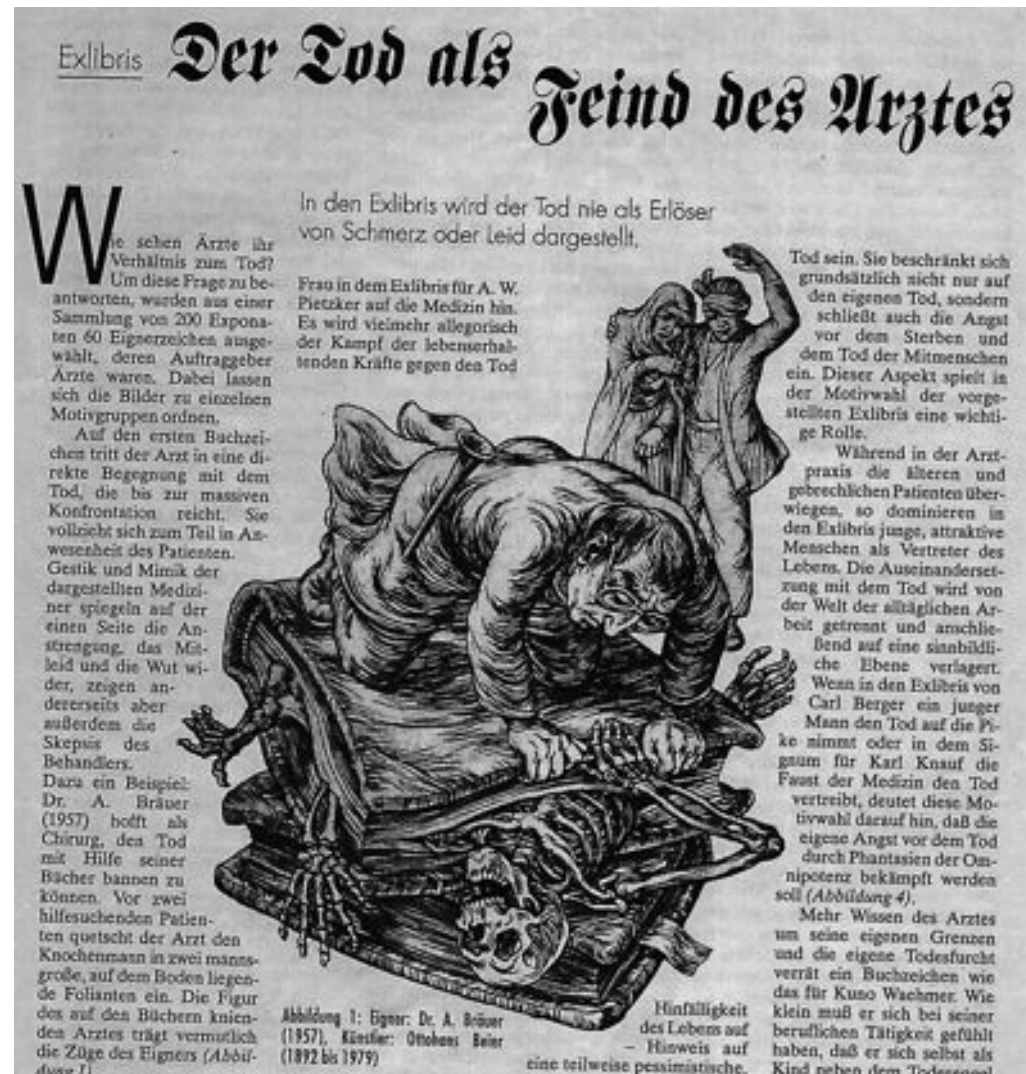 Exlibris
Der Tod als
Feind des Arztes
In den Exlibris wird der Tod nie als Erlöser
von Schmerz oder Leid dargestellt.
Wie sehen Ärzte ihr
Verhältnis zum Tod?
Um diese Frage zu be-
antworten, wurden aus einer
Sammlung von 200 Expona-
ten 60 Eignerzeichen ausge-
wählt, deren Auftraggeber
Ärzte waren. Dabei lassen
sich die Bilder zu einzelnen
Motivgruppen ordnen.
Auf den ersten Buchzei-
chen tritt der Arzt in eine di-
rekte Begegnung mit dem
Tod, die bis zur massiven
Konfrontation reicht. Sie
vollzieht sich zum Teil in An-
wesenheit des Patienten.
Gestik und Mimik der
dargestellten Medizi-
ner spiegeln auf der
einen Seite die An-
strengung, das Mit-
leid und die Wut wi-
der, zeigen an-
dererseits aber
außerdem die
Skepsis des
Behandlers.
Dazu ein Beispiel:
Dr. A. Bräuer
(1957) hofft als
Chirurg, den Tod
mit Hilfe seiner
Bücher bannen zu
können. Vor zwei
hilfesuchenden Patien-
ten quetscht der Arzt den
Knochenmann in zwei manns-
große, auf dem Boden liegen-
de Folianten ein. Die Figur
des auf den Büchern knien-
den Arztes trägt vermutlich
die Züge des Eigners (Abbil-
dung 1).
Frau in dem Exlibris für A. W.
Pietzker auf die Medizin hin.
Es wird vielmehr allegorisch
der Kampf der lebenserhal-
tenden Kräfte gegen den Tod
Abbildung 1: Eigner: Dr. A. Bräuer
(1957), Künstler: Ottohans Beier
(1892 bis 1979)
Hinfälligkeit
des Lebens auf
– Hinweis auf
eine teilweise pessimistische,
Tod sein. Sie beschränkt sich
grundsätzlich nicht nur auf
den eigenen Tod, sondern
schließt auch die Angst
vor dem Sterben und
dem Tod der Mitmenschen
ein. Dieser Aspekt spielt in
der Motivwahl der vorge-
stellten Exlibris eine wichti-
ge Rolle.
Während in der Arzt-
praxis die älteren und
gebrechlichen Patienten über-
wiegen, so dominieren in
den Exlibris junge, attraktive
Menschen als Vertreter des
Lebens. Die Auseinanderset-
zung mit dem Tod wird von
der Welt der alltäglichen Ar-
beit getrennt und anschlie-
ßend auf eine sinnbildli-
che Ebene verlagert.
Wenn in den Exlibris von
Carl Berger ein junger
Mann den Tod auf die Pi-
ke nimmt oder in dem Si-
gnum für Karl Knauf die
Faust der Medizin den Tod
vertreibt, deutet diese Mo-
tivwahl darauf hin, daß die
eigene Angst vor dem Tod
durch Phantasien der Om-
nipotenz bekämpft werden
soll (Abbildung 4).
Mehr Wissen des Arztes
um seine eigenen Grenzen
und die eigene Todesfurcht
verrät ein Buchzeichen wie
das für Kuno Waehmer. Wie
klein muß er sich bei seiner
beruflichen Tätigkeit gefühlt
haben, daß er sich selbst als
Kind neben dem Todesengel